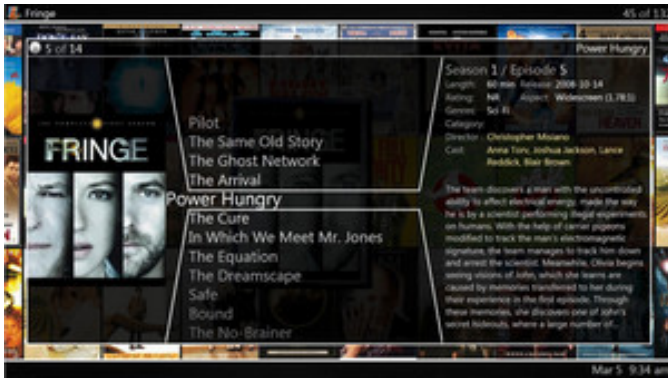 Fringe
45 of
5 of 14
Power Hungry
THE COMPLETE FIRST SEASON
FRINGE
Pilot
The Same Old Story
The Ghost Network
The Arrival
Power Hungry
The Cure
In Which We Meet Mr. Jones
The Equation
The Dreamscape
Safe
Bound
The No-Brainer
Season 1 / Episode 5
Length: 60 min Release: 2008-10-14
Rating: NR Aspect: Widescreen (1.78:1)
Genres: Sci-Fi
Category:
Director: Christopher Misiano
Cast: Anna Torv, Joshua Jackson, Lance
Reddick, Blair Brown
The team discovers a man with the uncontrolled
ability to affect electrical energy, made the way
he is by a scientist performing illegal experiments
on humans. With the help of carrier pigeons
modified to track the man's electromagnetic
signature, the team manages to track him down
and arrest the scientist. Meanwhile, Olivia begins
seeing visions of John, which she learns are
caused by memories transferred to her during
their experience in the first episode. Through
these memories, she discovers one of John's
secret hideouts, where a large number of...
HEAVEN
Mar 5 9:34 am